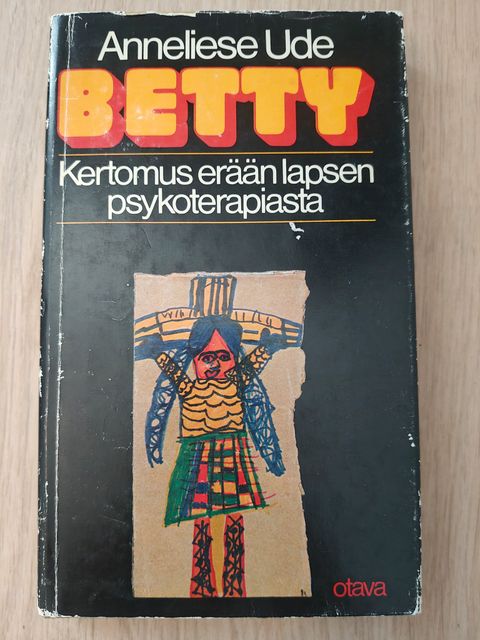 Anneliese Ude
BETTY
Kertomus erään lapsen
psykoterapiasta
otava